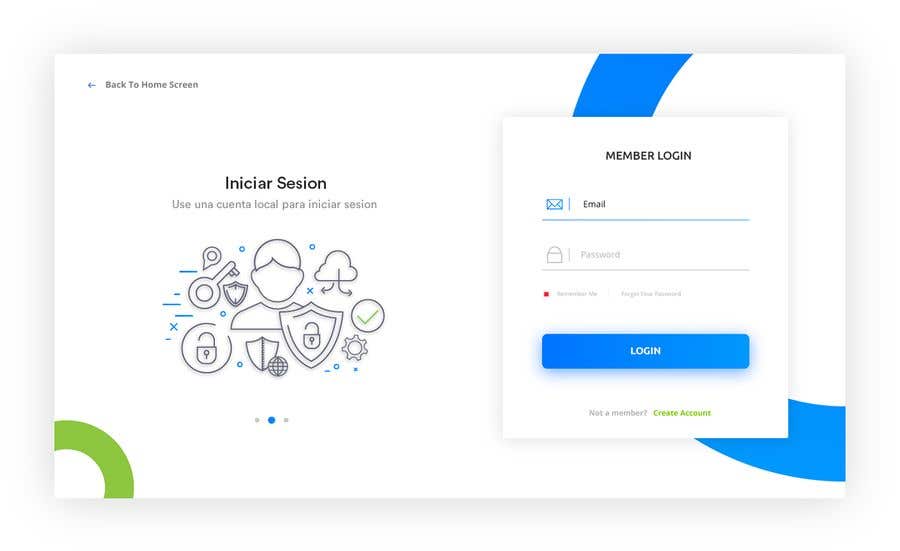 Back To Home Screen
Iniciar Sesion
Use una cuenta local para iniciar sesion
MEMBER LOGIN
Email
Password
Remember Me
Forgot Your Password
LOGIN
Not a member? Create Account